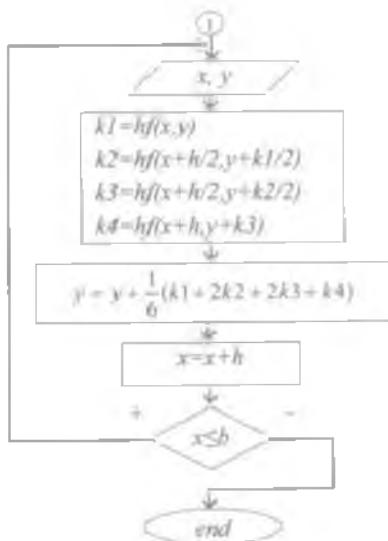 1
x, y
k1=hf(x,y)
k2=hf(x+h/2,y+k1/2)
k3=hf(x+h/2,y+k2/2)
k4=hf(x+h,y+k3)
y = y + 1/6 (k1 + 2k2 + 2k3 + k4)
x=x+h
+ −
x≤b
end